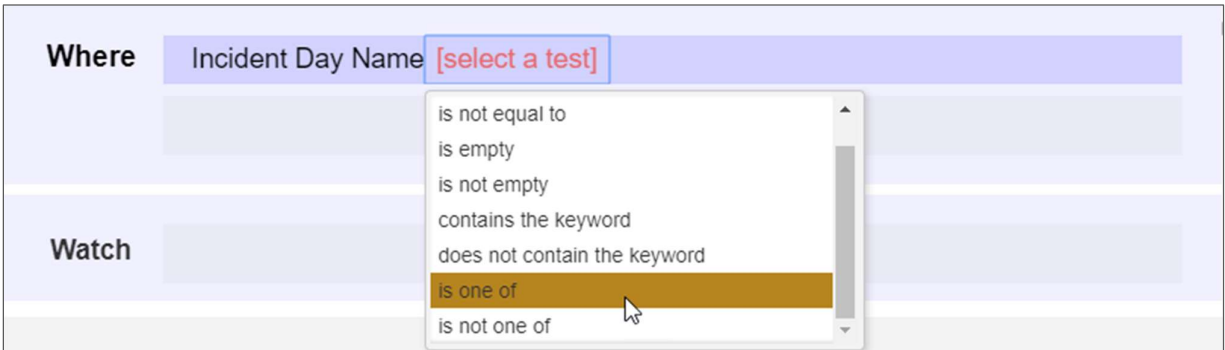 Where Incident Day Name [select a test]
is not equal to
is empty
is not empty
contains the keyword
does not contain the keyword
Watch
is one of
is not one of